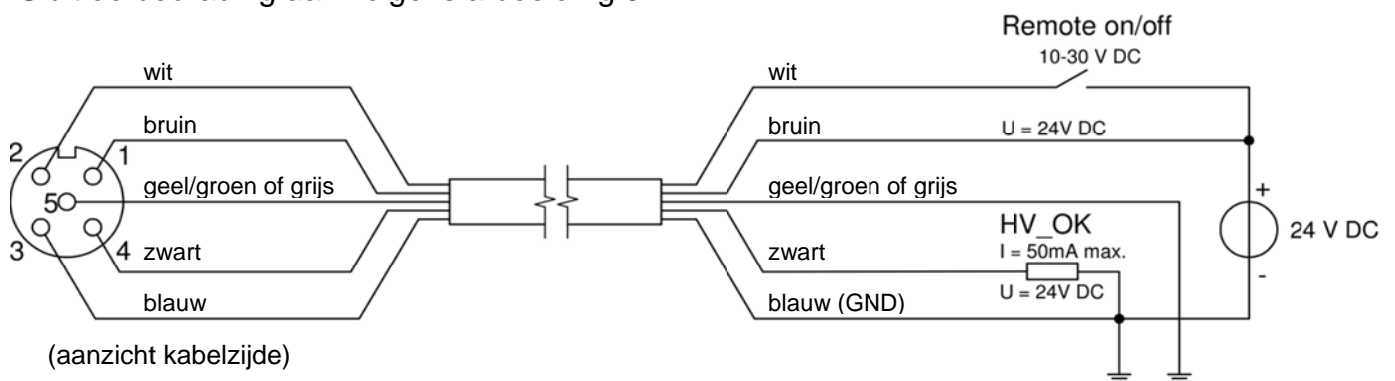 Remote on/off
10-30 V DC
wit
wit
bruin
bruin
U = 24V DC
2
1
geel/groen of grijs
geel/groen of grijs
5
+
24 V DC
HV_OK
I = 50mA max.
3
4
zwart
zwart
-
U = 24V DC
blauw
blauw (GND)
(aanzicht kabelzijde)